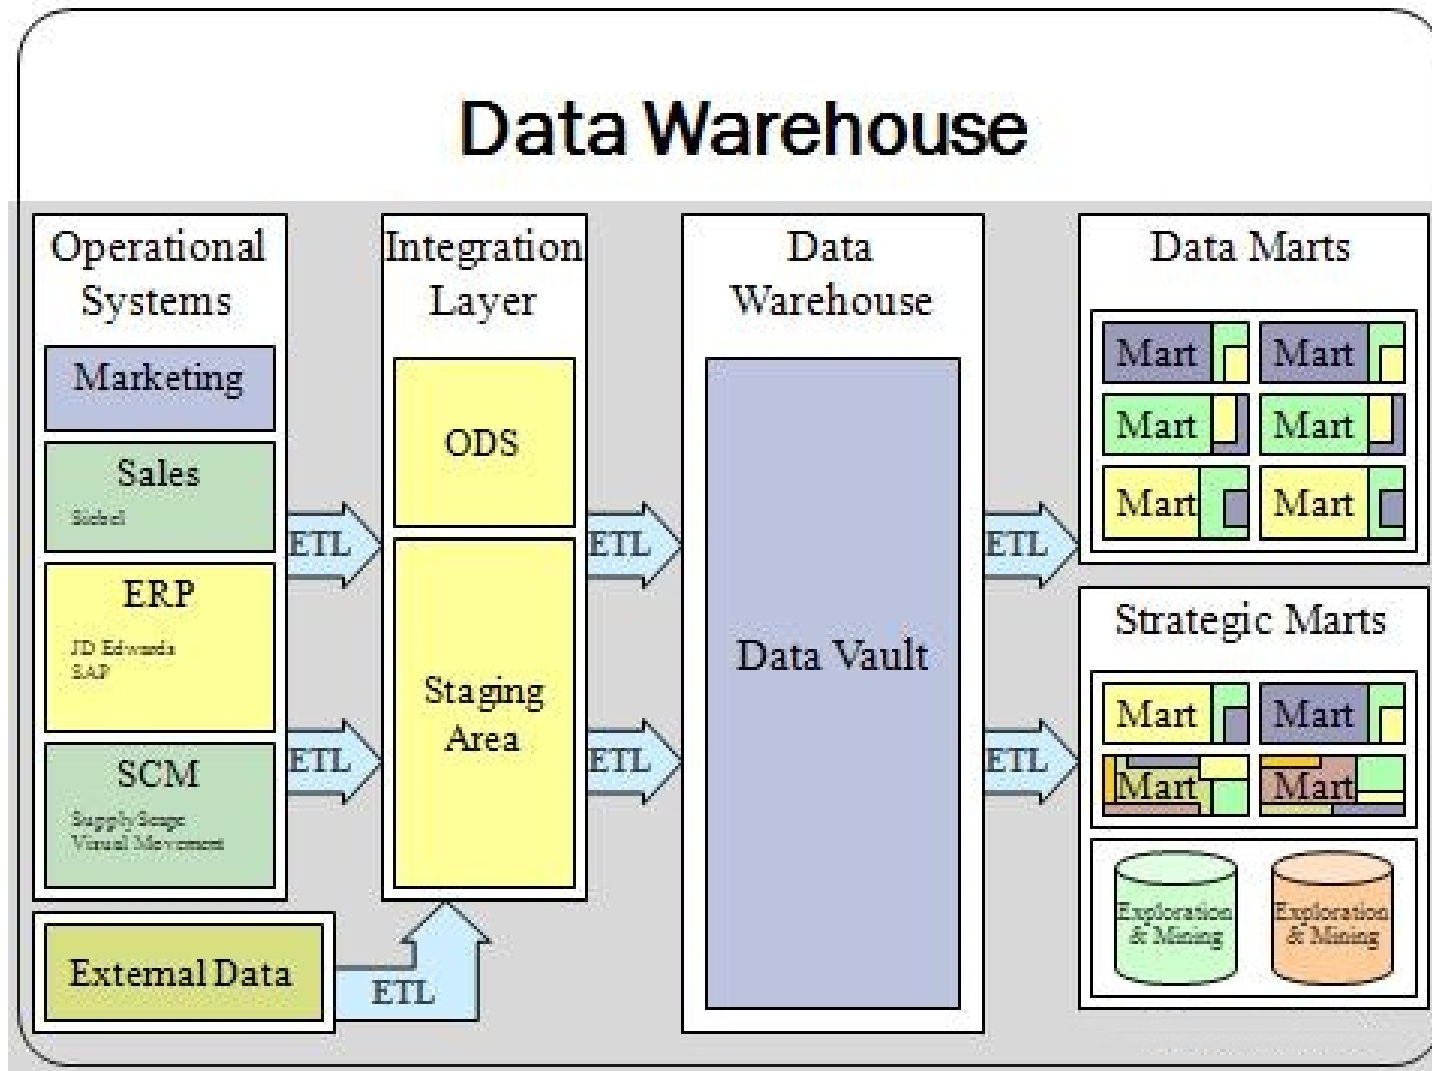 Data Warehouse
Operational
Systems
Marketing
Sales
Siebel
ERP
JD Edwards
SAP
SCM
SupplyScape
Virtual Movement
External Data
ETL
ETL
ETL
Integration
Layer
ODS
Staging
Area
ETL
ETL
Data
Warehouse
Data Vault
ETL
ETL
Data Marts
Mart Mart
Mart Mart
Mart Mart
Strategic Marts
Mart Mart
Mart Mart
Exploration
& Mining
Exploration
& Mining